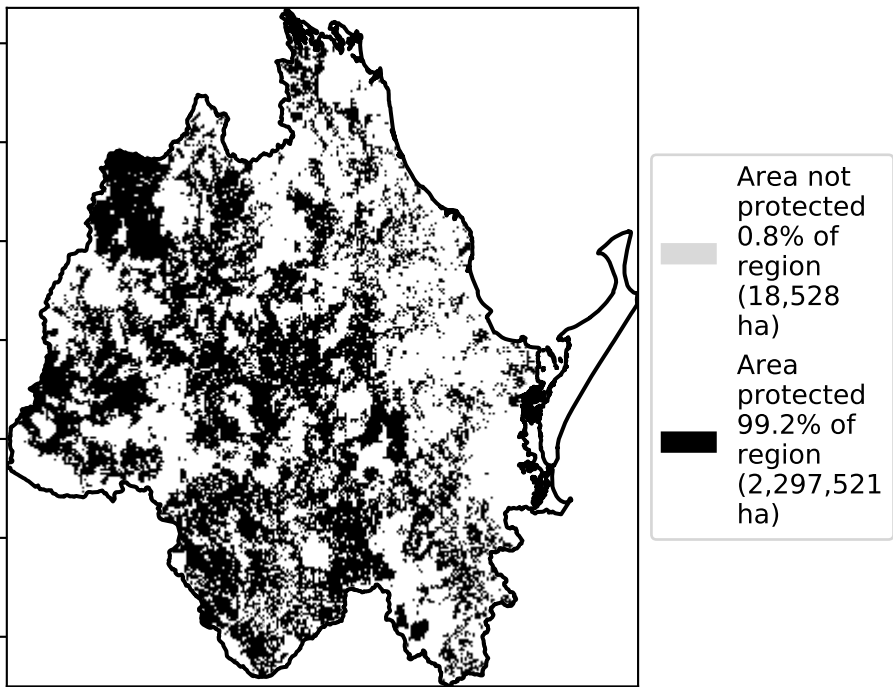 Area not
protected
0.8% of
region
(18,528
ha)
Area
protected
99.2% of
region
(2,297,521
ha)